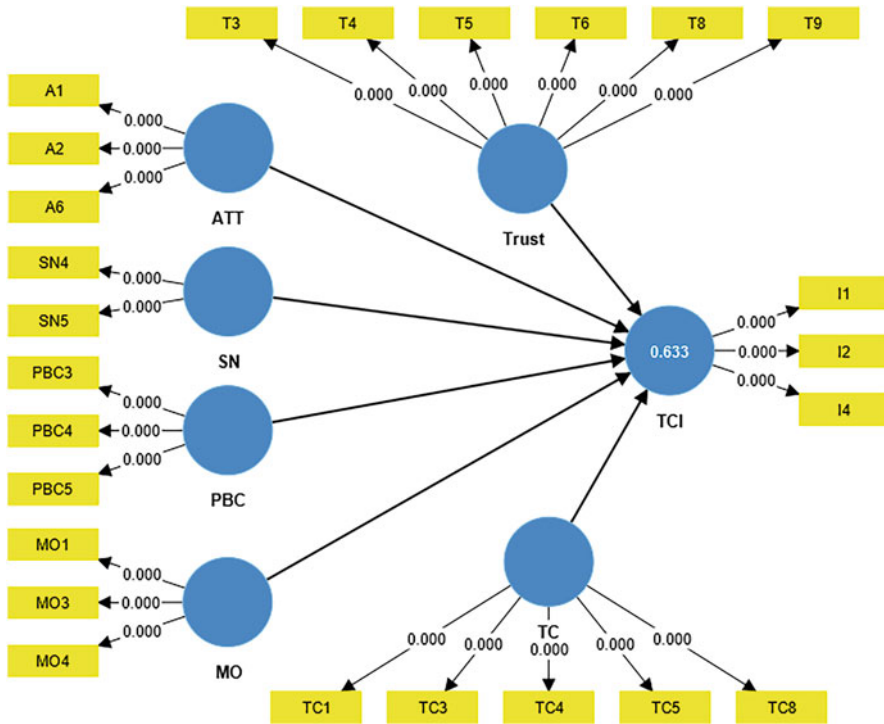 T3 T4 T5 T6 T8 T9
0.000 0.000 0.000 0.000 0.000 0.000
A1
0.000
A2
0.000
A6
0.000
ATT
Trust
SN4
0.000
SN5
0.000
SN
PBC3
0.000
PBC4
0.000
PBC5
0.000
PBC
MO1
0.000
MO3
0.000
MO4
0.000
MO
0.633
TCI
0.000
I1
0.000
I2
0.000
I4
TC
0.000 0.000 0.000 0.000 0.000
TC1 TC3 TC4 TC5 TC8